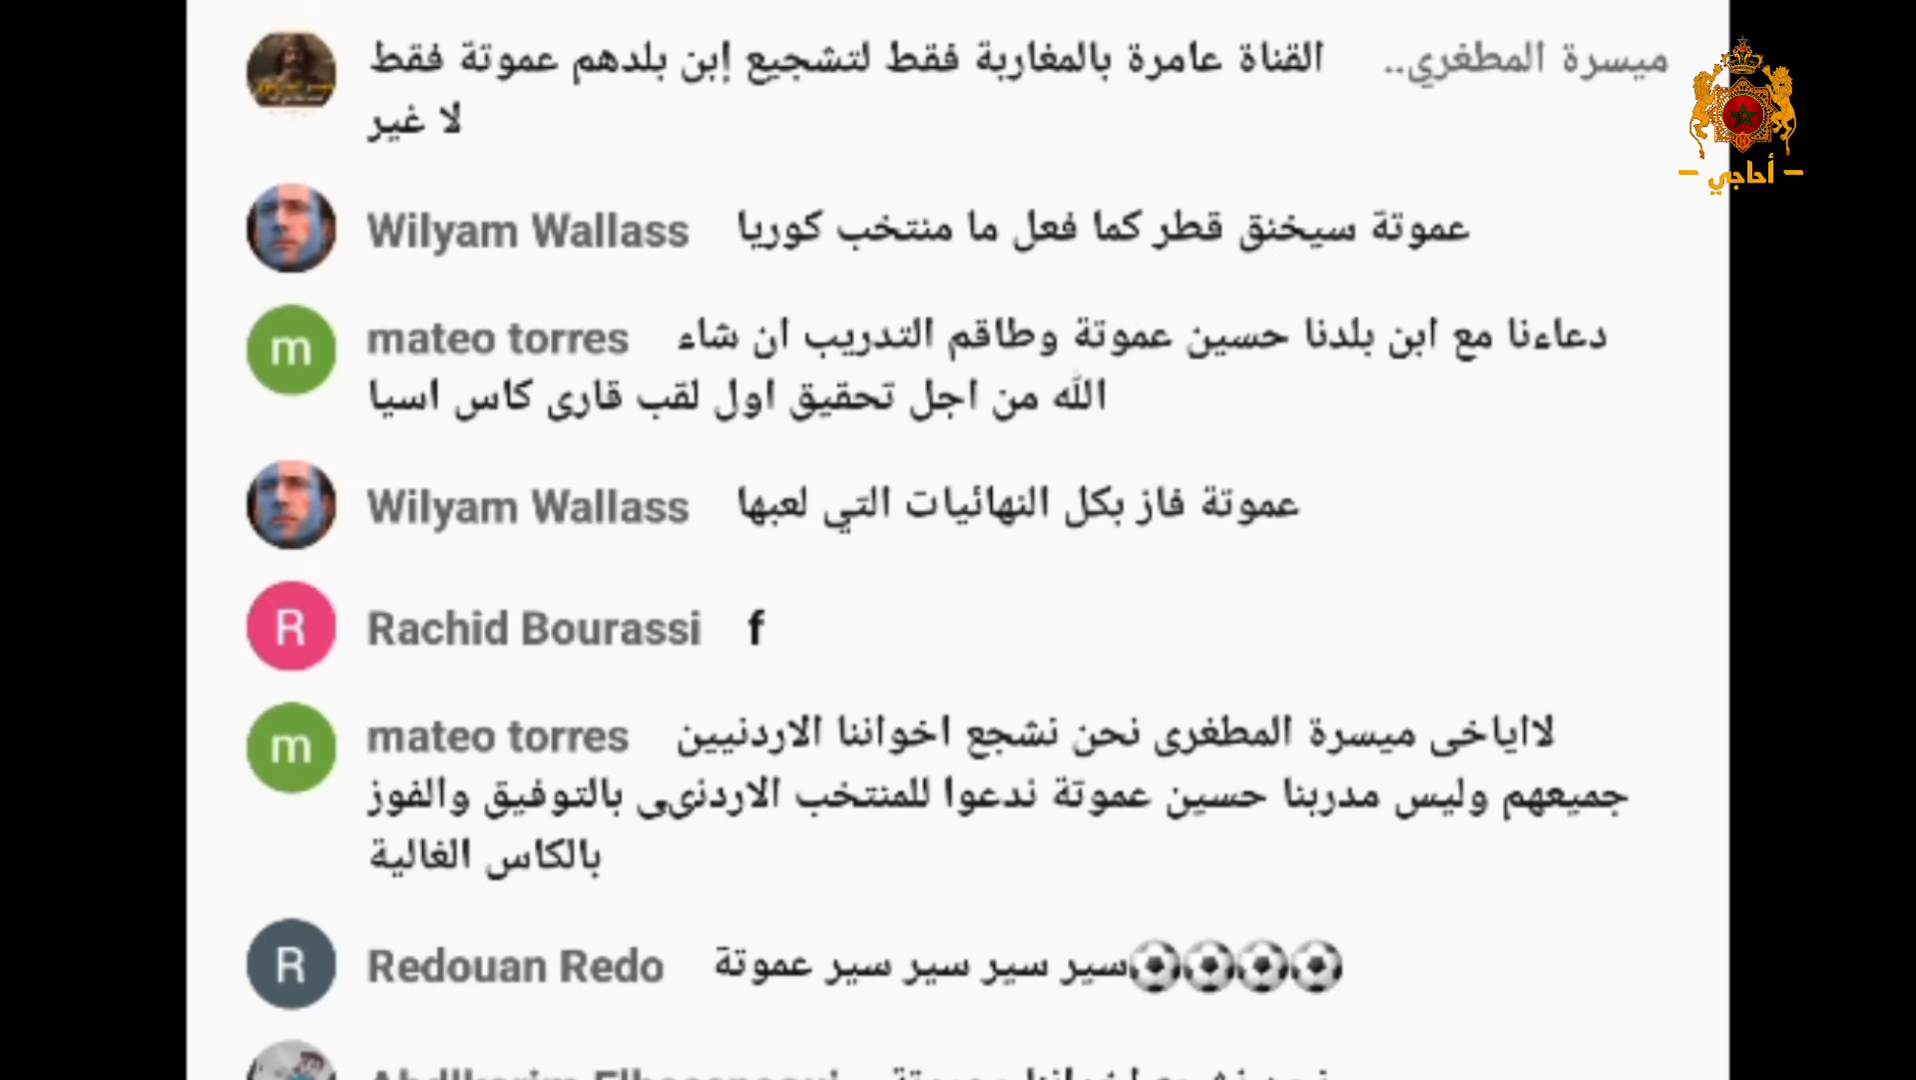 ميسرة المطغري.. القناة عامرة بالمغاربة فقط لتشجيع إبن بلدهم عموتة فقط
لا غير
أحاجي
Wilyam Wallass عموتة سيخنق قطر كما فعل ما منتخب كوريا
mateo torres دعاءنا مع ابن بلدنا حسين عموتة وطاقم التدريب ان شاء
الله من اجل تحقيق اول لقب قارى كاس اسيا
Wilyam Wallass عموتة فاز بكل النهائيات التي لعبها
Rachid Bourassi f
mateo torres لااياخى ميسرة المطغرى نحن نشجع اخواننا الاردنيين
جميعهم وليس مدربنا حسين عموتة ندعوا للمنتخب الاردنىى بالتوفيق والفوز
بالكاس الغالية
Redouan Redo سير سير سير سير عموتة⚽⚽⚽⚽